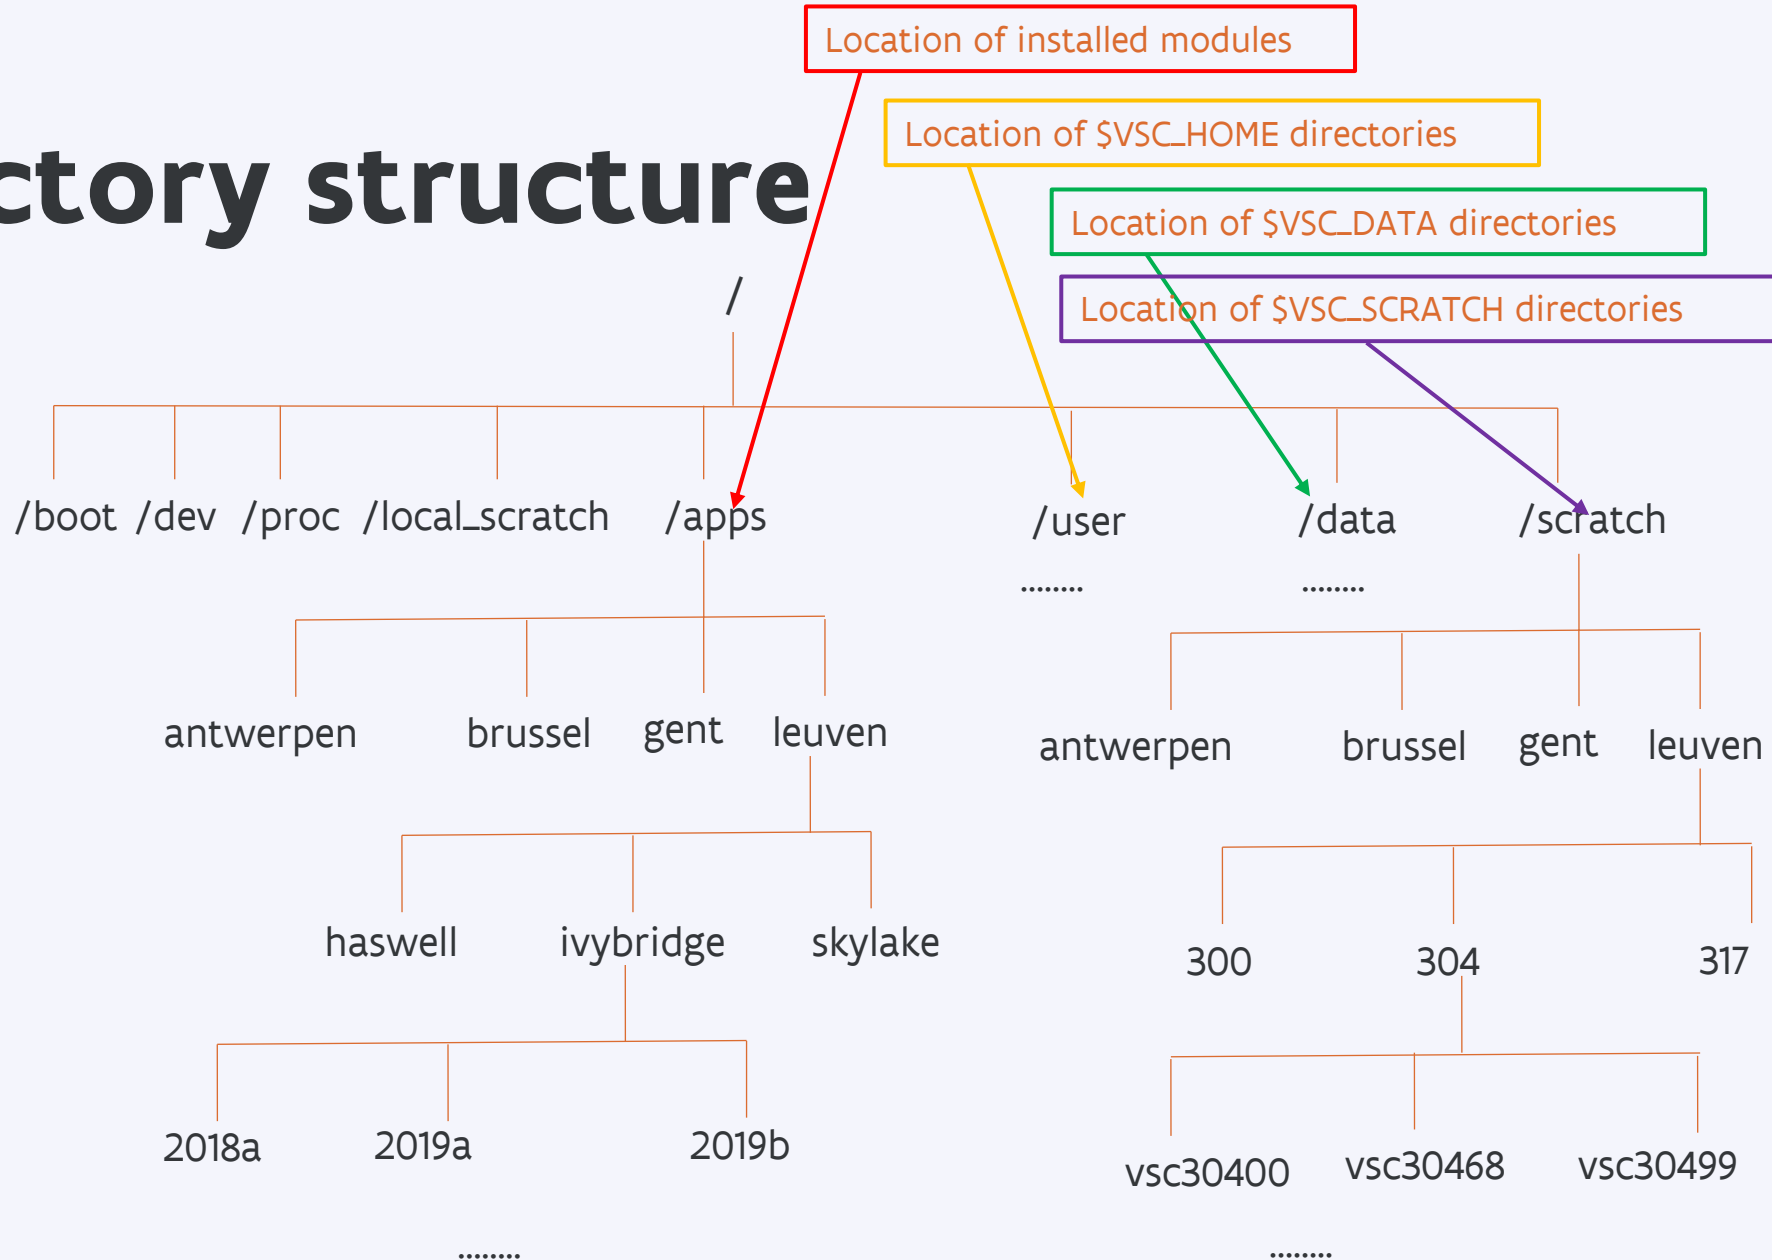 Location of installed modules
Location of $VSC_HOME directories
ctory structure
Location of $VSC_DATA directories
/
Location of $VSC_SCRATCH directories
/boot /dev /proc /local_scratch /apps /user /data /scratch
........ ........
antwerpen brussel gent leuven antwerpen brussel gent leuven
haswell ivybridge skylake 300 304 317
2018a 2019a 2019b vsc30400 vsc30468 vsc30499
........ ........